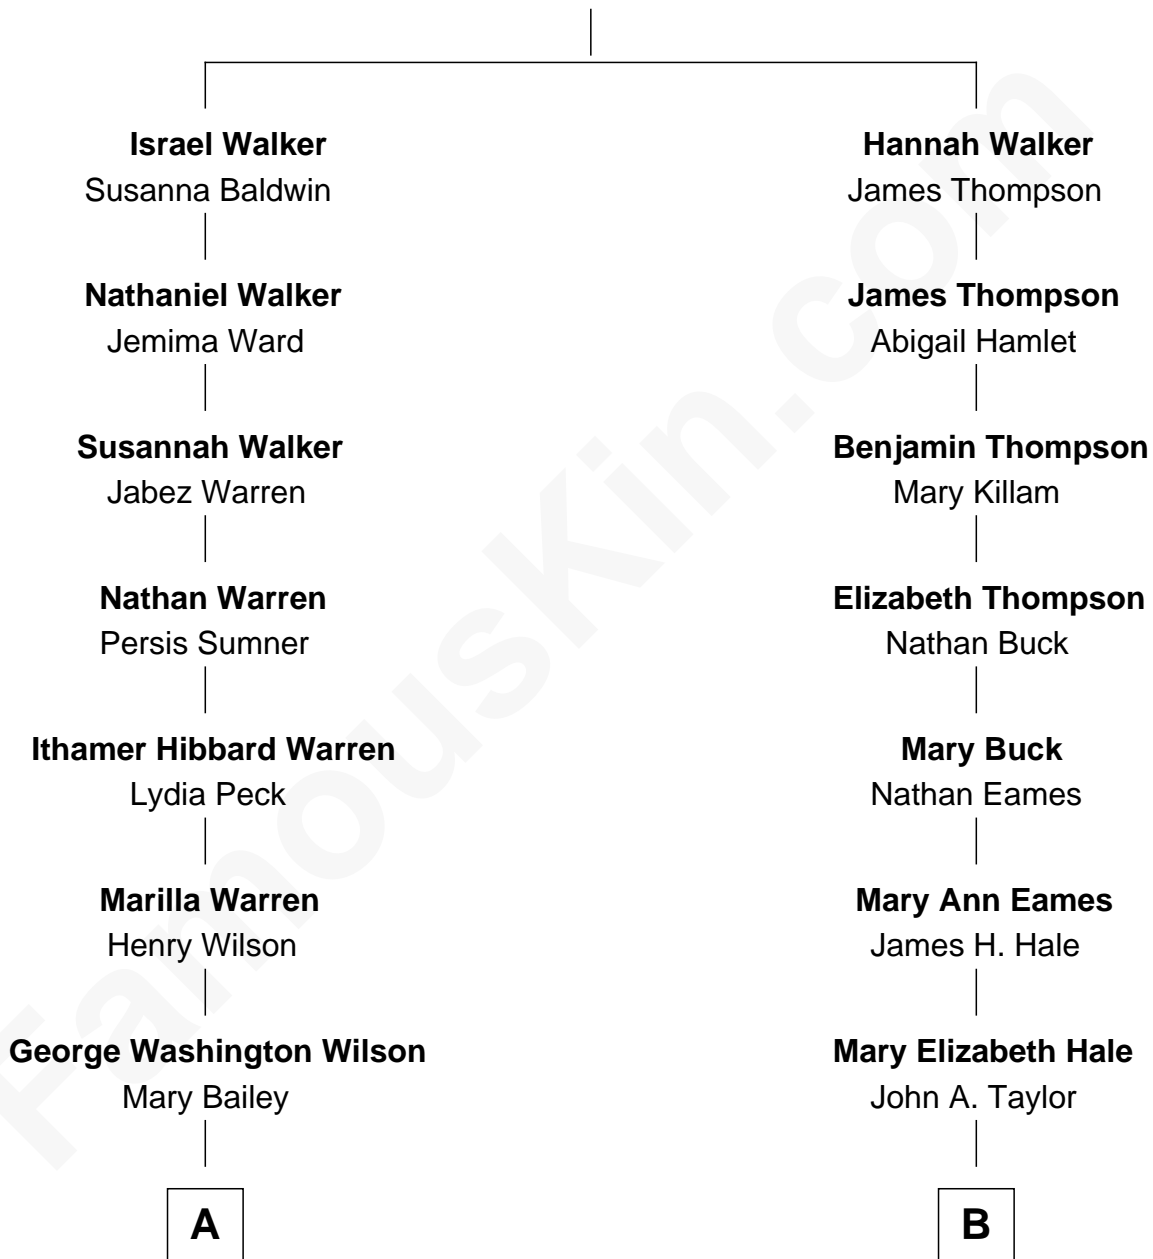 Israel Walker
Susanna Baldwin
Nathaniel Walker
Jemima Ward
Susannah Walker
Jabez Warren
Nathan Warren
Persis Sumner
Ithamer Hibbard Warren
Lydia Peck
Marilla Warren
Henry Wilson
George Washington Wilson
Mary Bailey
A
Hannah Walker
James Thompson
James Thompson
Abigail Hamlet
Benjamin Thompson
Mary Killam
Elizabeth Thompson
Nathan Buck
Mary Buck
Nathan Eames
Mary Ann Eames
James H. Hale
Mary Elizabeth Hale
John A. Taylor
B
FamousKin.com